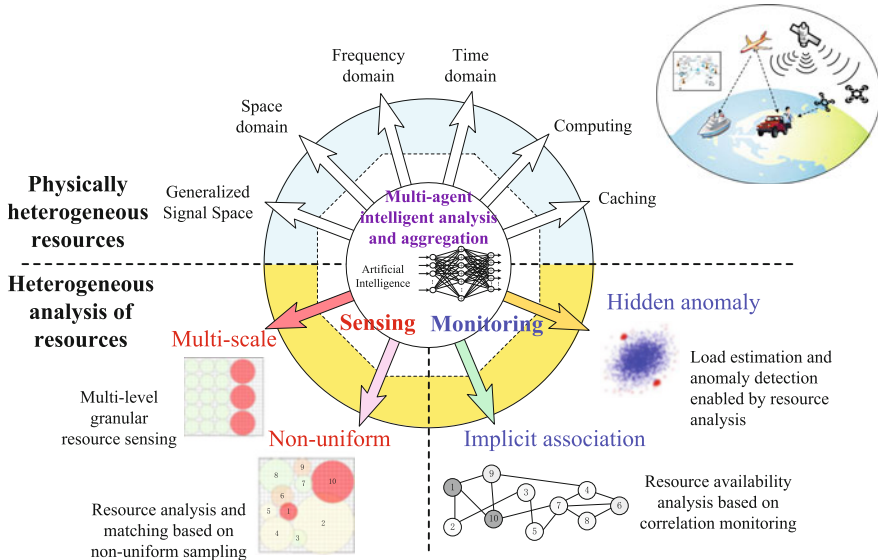 Frequency
domain
Time
domain
Space
domain
Computing
Generalized
Signal Space
Caching
Physically
heterogeneous
resources
Multi-agent
intelligent analysis
and aggregation
Artificial
Intelligence
Heterogeneous
analysis of
resources
Sensing
Monitoring
Hidden anomaly
Multi-scale
Load estimation and
anomaly detection
enabled by resource
analysis
Multi-level
granular
resource sensing
Non-uniform
Implicit association
8
9
7
10
6
5
1
2
4
3
Resource analysis and
matching based on
non-uniform sampling
1
9
3
4
2
10
7
6
5
8
Resource availability
analysis based on
correlation monitoring